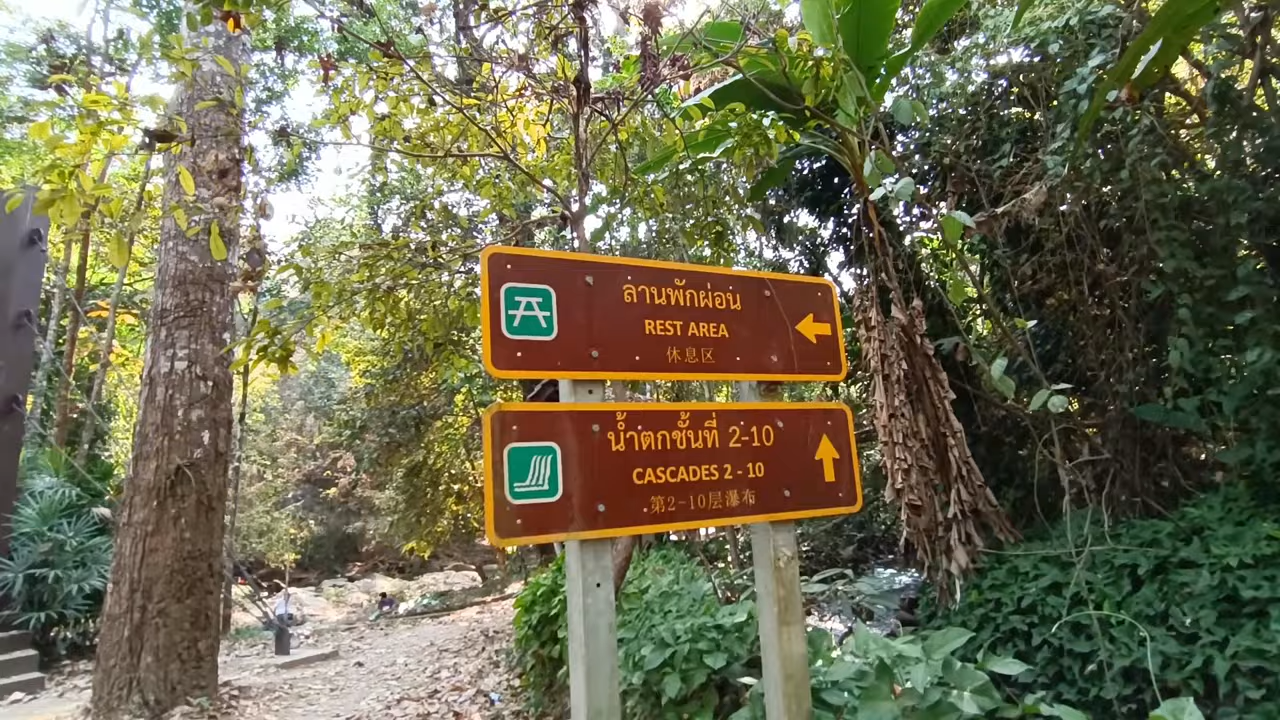 ลานพักผ่อน
REST AREA
休息区
น้ำตกชั้นที่ 2-10
CASCADES 2 - 10
第2-10层瀑布